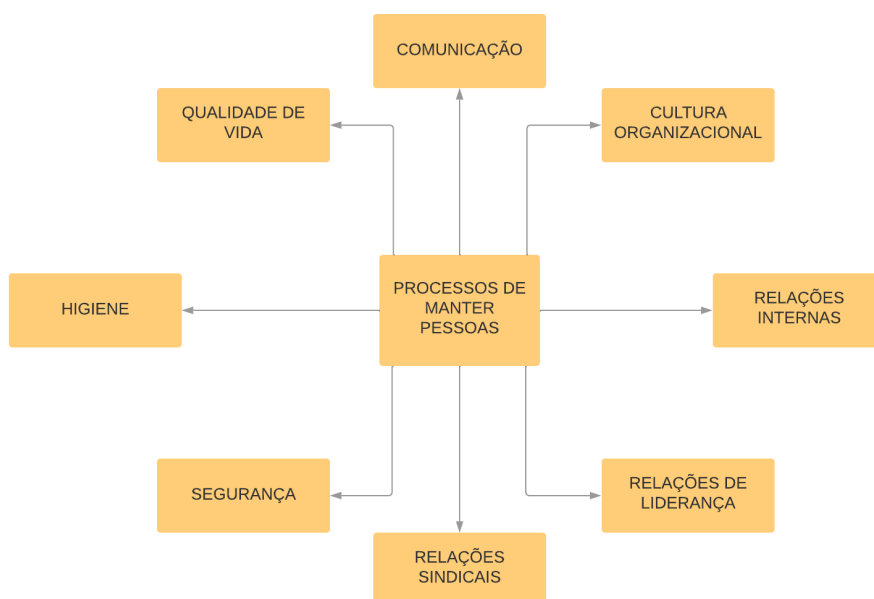 COMUNICAÇÃO
QUALIDADE DE
VIDA
CULTURA
ORGANIZACIONAL
HIGIENE
PROCESSOS DE
MANTER
PESSOAS
RELAÇÕES
INTERNAS
SEGURANÇA
RELAÇÕES DE
LIDERANÇA
RELAÇÕES
SINDICAIS